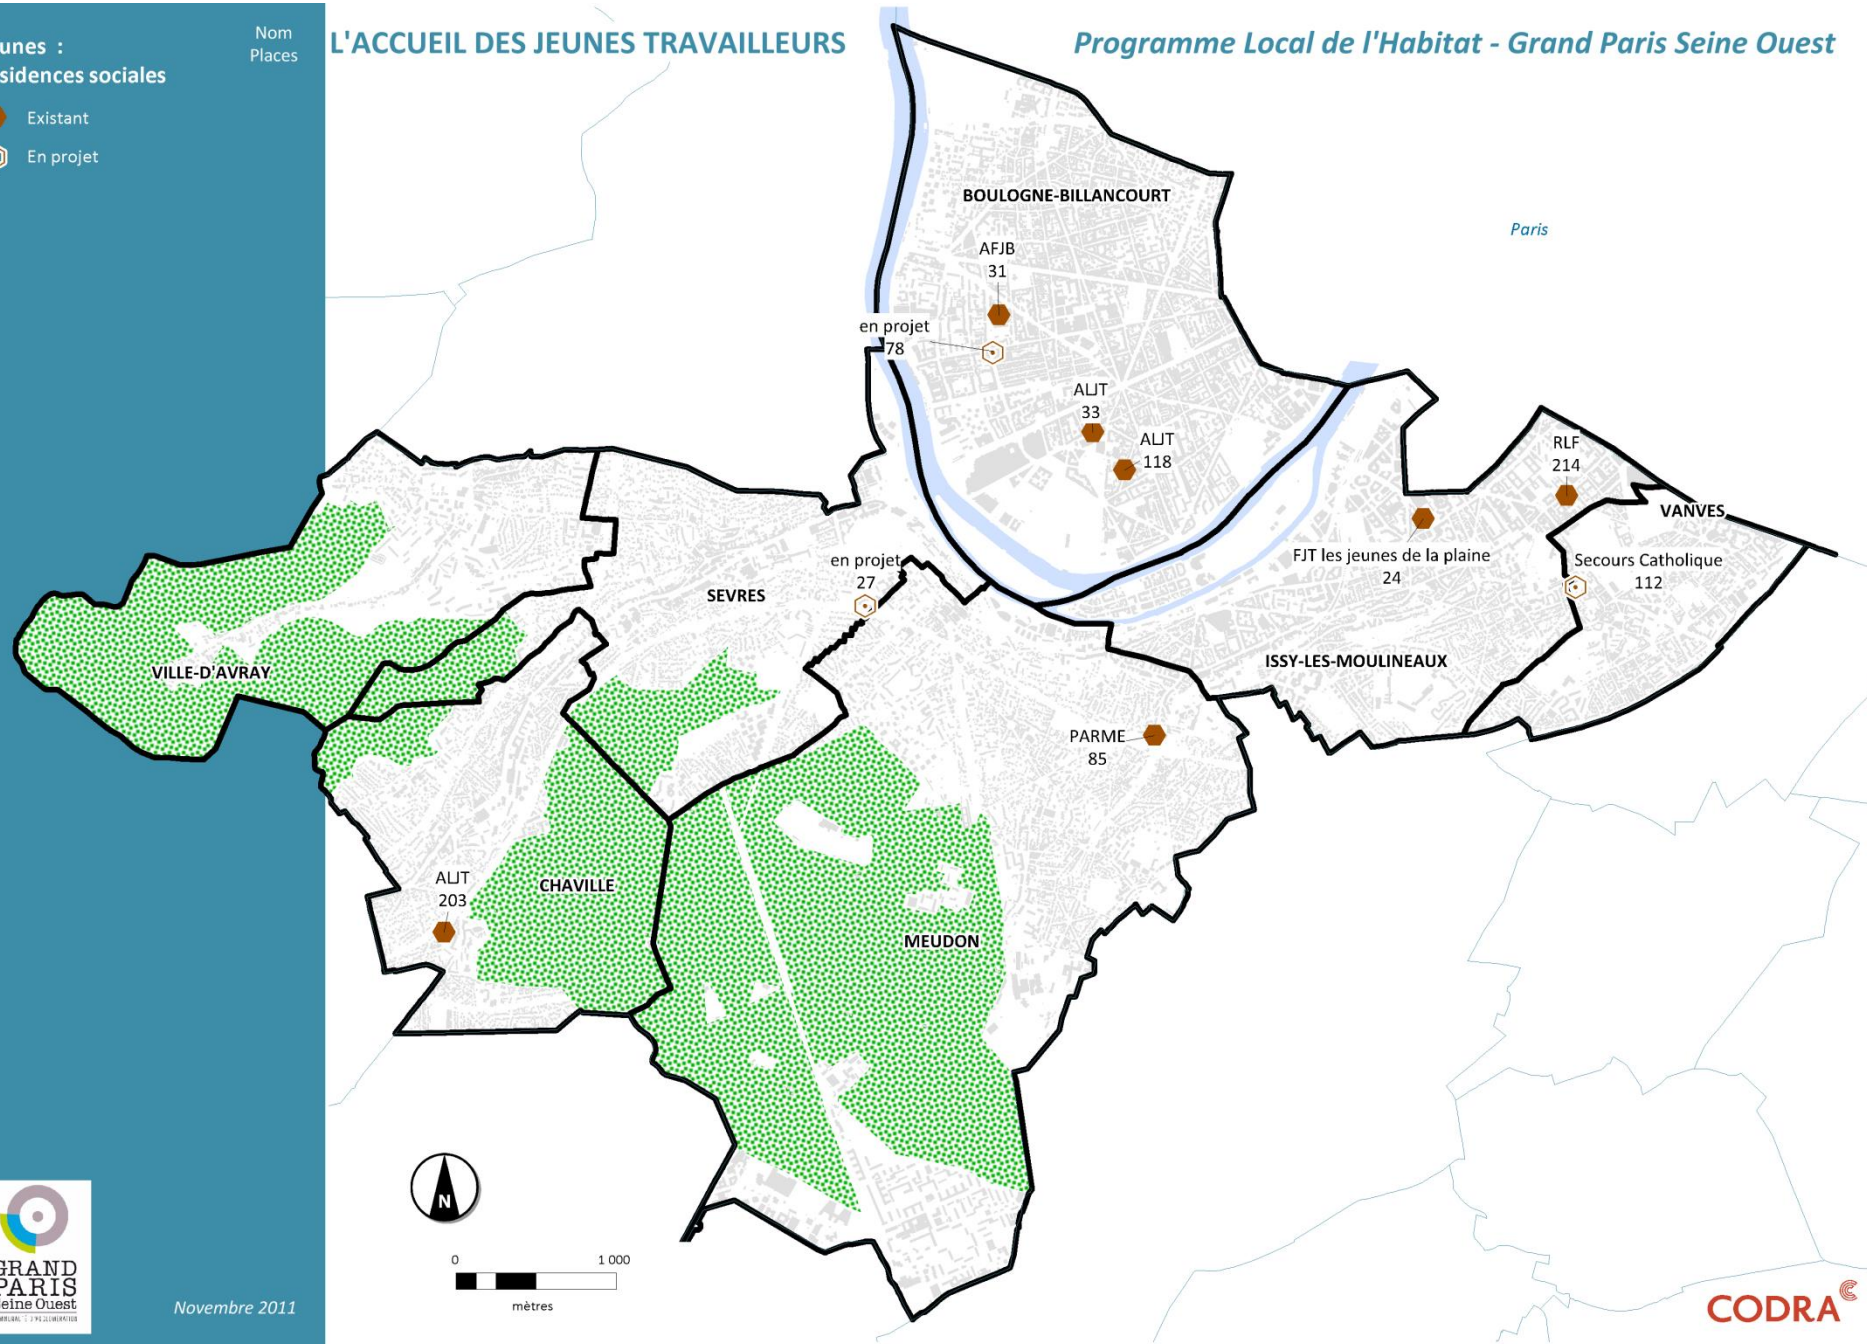 unes :
sidences sociales
Nom
Places
Existant
En projet
L'ACCUEIL DES JEUNES TRAVAILLEURS
Programme Local de l'Habitat - Grand Paris Seine Ouest
BOULOGNE-BILLANCOURT
Paris
AFJB
31
en projet
78
ALJT
33
ALJT
118
RLF
214
VANVES
FJT les jeunes de la plaine
24
Secours Catholique
112
en projet
27
SEVRES
VILLE-D'AVRAY
ISSY-LES-MOULINEAUX
PARME
85
ALJT
203
CHAVILLE
MEUDON
N
0 1 000
mètres
GRAND
PARIS
Seine Ouest
Novembre 2011
CODRA